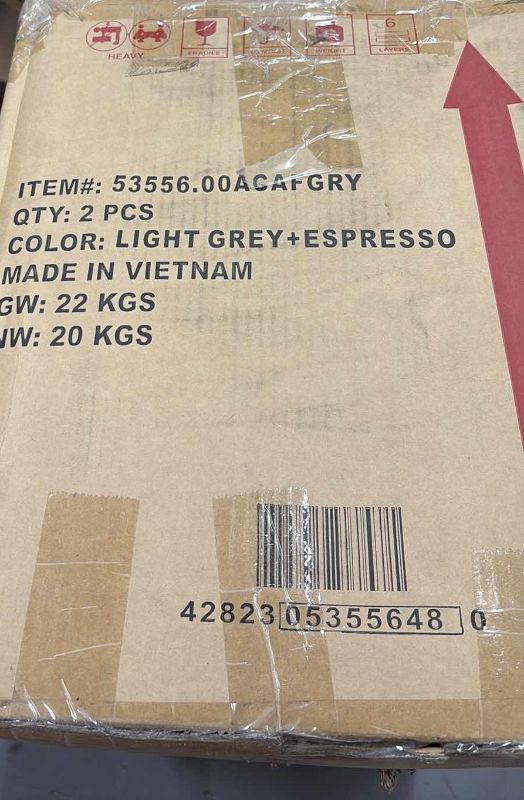 HEAVY
FRAGILE
WEIGHT
6
LAYERS
ITEM#: 53556.00ACAFGRY
QTY: 2 PCS
COLOR: LIGHT GREY+ESPRESSO
MADE IN VIETNAM
GW: 22 KGS
NW: 20 KGS
42823 05355648 0